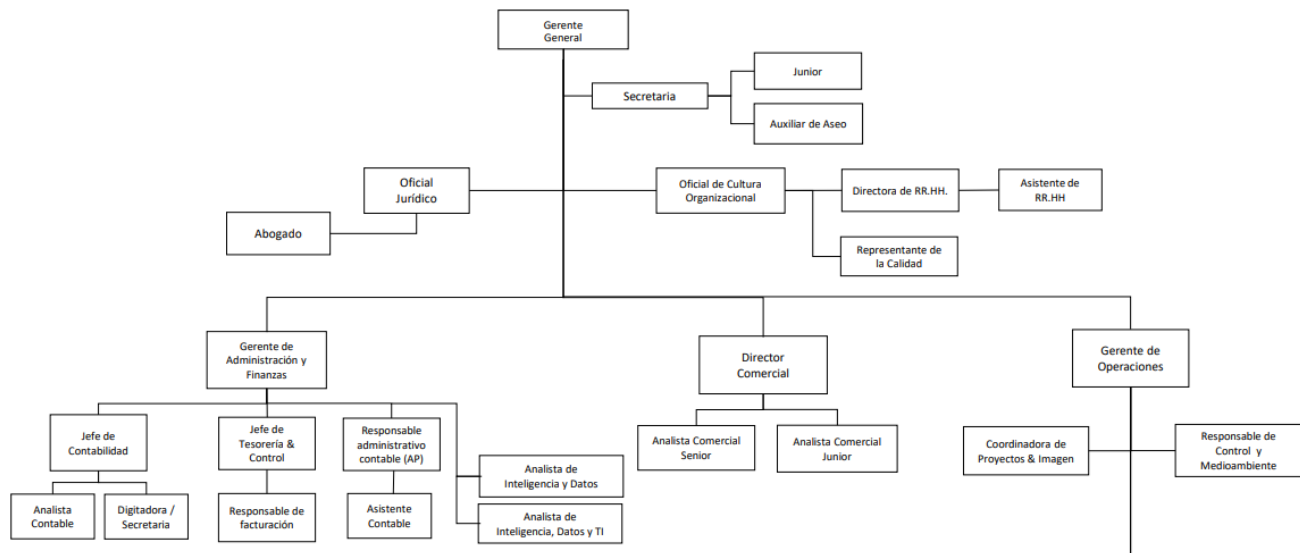 Gerente
General
Secretaria
Junior
Auxiliar de Aseo
Oficial
Jurídico
Abogado
Oficial de Cultura
Organizacional
Directora de RR.HH.
Asistente de
RR.HH
Representante de
la Calidad
Gerente de
Administración y
Finanzas
Director
Comercial
Gerente de
Operaciones
Jefe de
Contabilidad
Jefe de
Tesorería &
Control
Responsable
administrativo
contable (AP)
Analista Comercial
Senior
Analista Comercial
Junior
Coordinadora de
Proyectos & Imagen
Responsable de
Control y
Medioambiente
Analista de
Inteligencia y Datos
Analista
Contable
Digitadora /
Secretaria
Responsable de
facturación
Asistente
Contable
Analista de
Inteligencia, Datos y TI